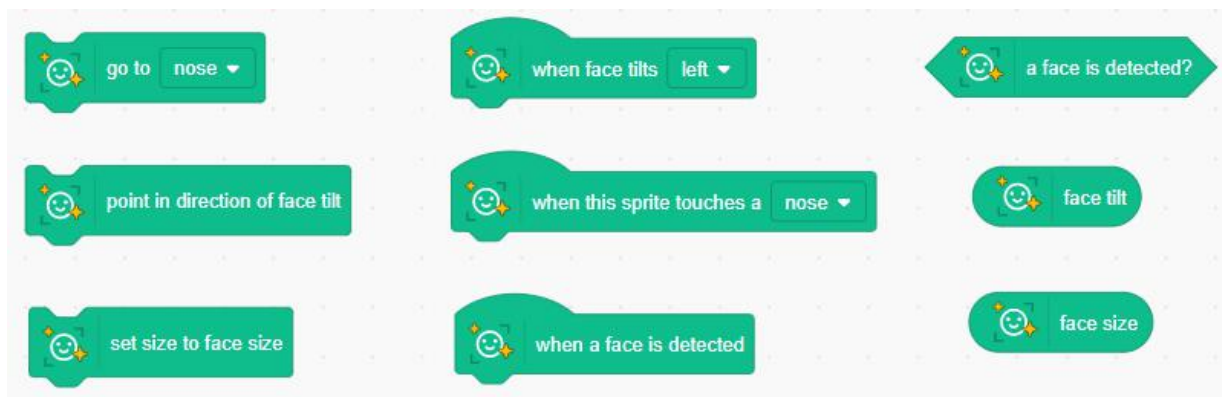 go to nose
when face tilts left
a face is detected?
point in direction of face tilt
when this sprite touches a nose
face tilt
set size to face size
when a face is detected
face size